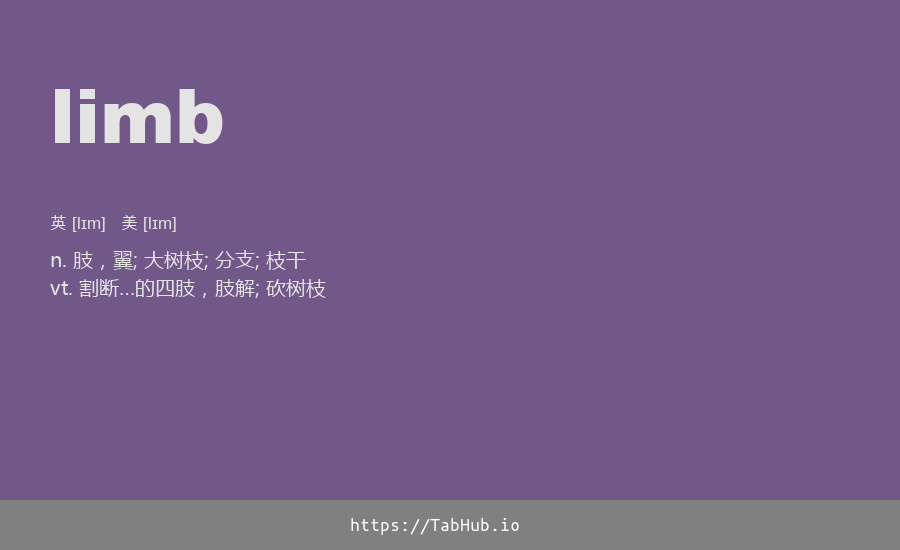 limb
英 [lɪm] 美 [lɪm]
n. 肢，翼; 大树枝; 分支; 枝干
vt. 割断…的四肢，肢解; 砍树枝
https://TabHub.io